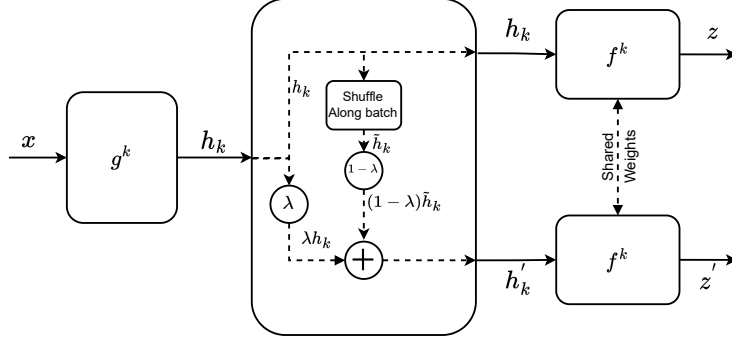 x
g^k
h_k
h_k
Shuffle
Along batch
h̃_k
1 − λ
(1 − λ)h̃_k
λ
λh_k
+
h_k
f^k
z
Shared
Weights
h'_k
f^k
z'